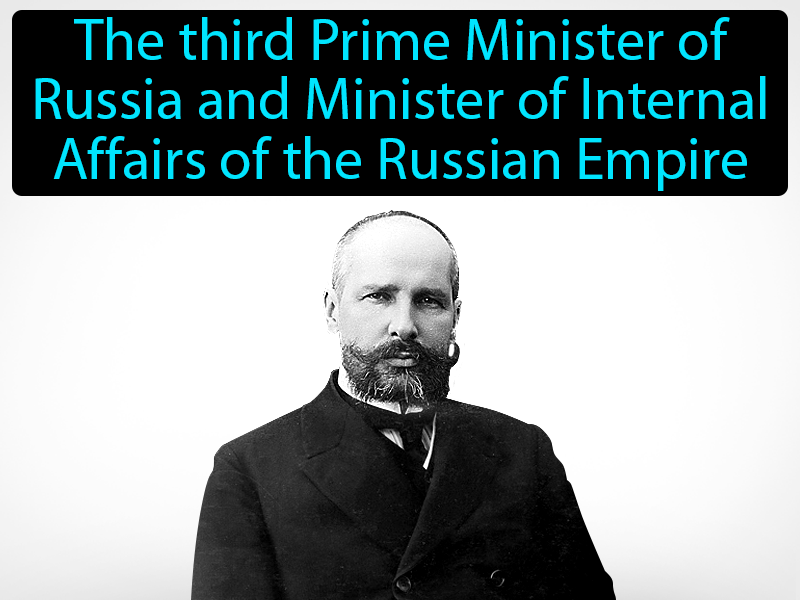 The third Prime Minister of
Russia and Minister of Internal
Affairs of the Russian Empire